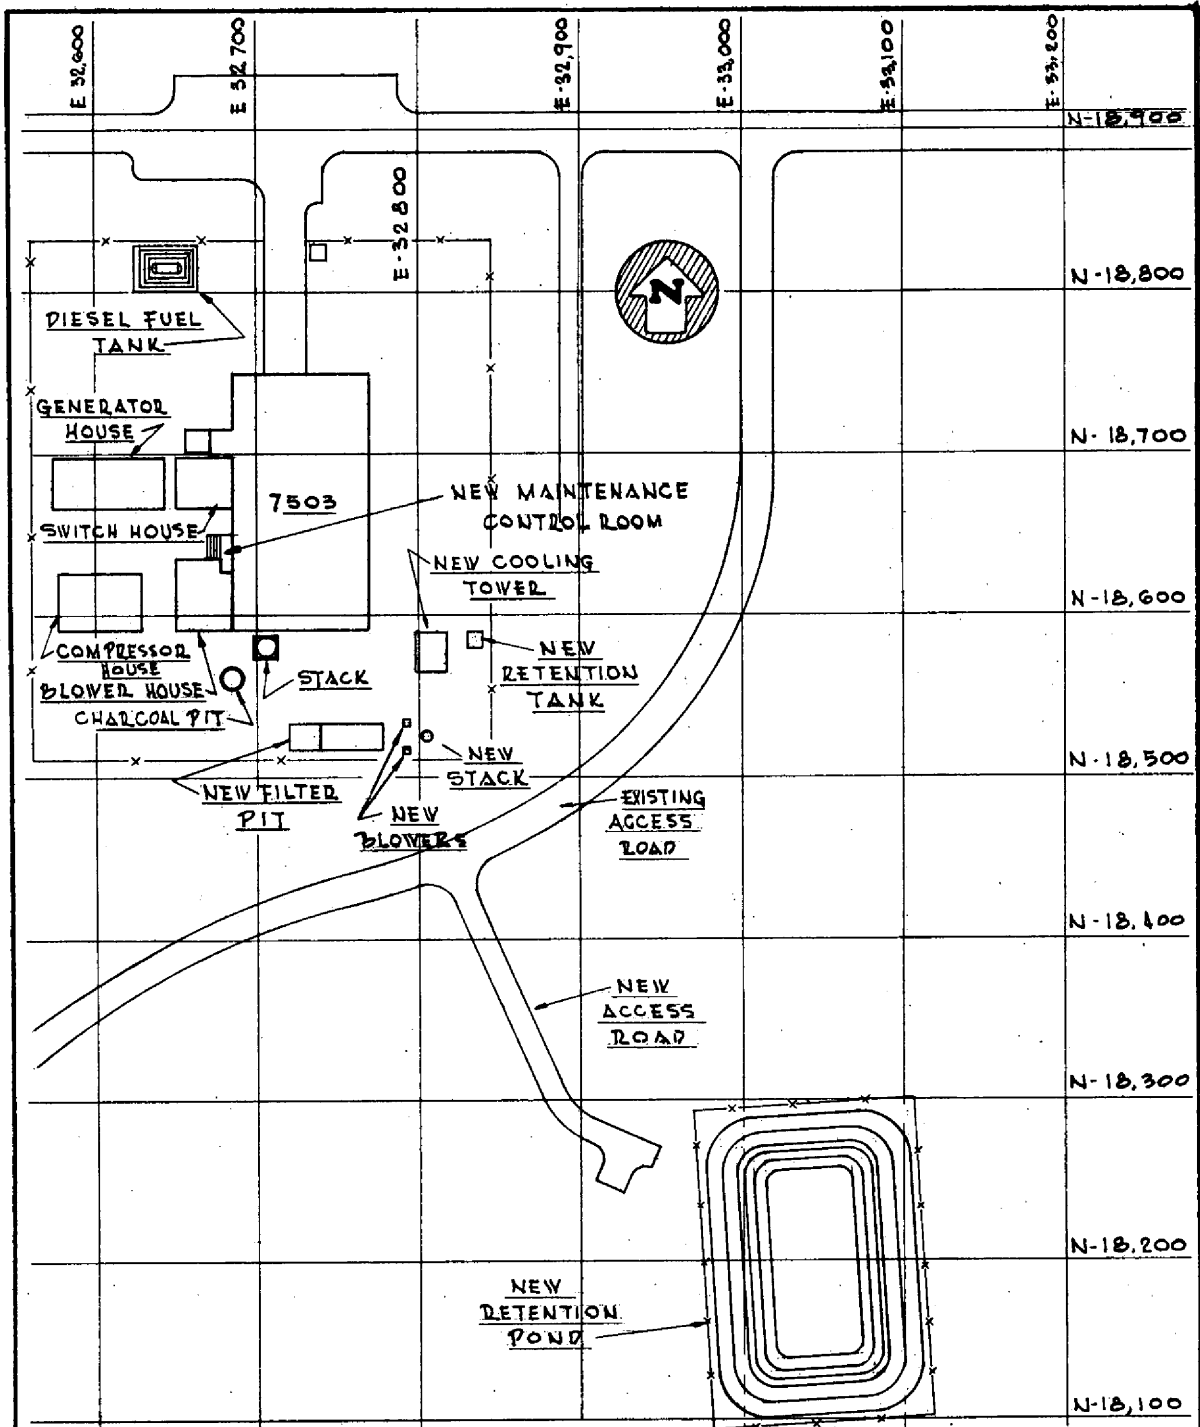 E 32,600
E 32,700
E-32,900
E-33,000
E-33,100
E-33,200
N-18,900
E-32800
N
N-18,800
DIESEL FUEL
TANK
GENERATOR
HOUSE
N-18,700
7503
NEW MAINTENANCE
CONTROL ROOM
SWITCH HOUSE
NEW COOLING
TOWER
N-18,600
COMPRESSOR
HOUSE
BLOWER HOUSE
CHARCOAL PIT
STACK
NEW
RETENTION
TANK
NEW
STACK
N-18,500
NEW FILTER
PIT
NEW
BLOWERS
EXISTING
ACCESS
ROAD
N-18,400
NEW
ACCESS
ROAD
N-18,300
N-18,200
NEW
RETENTION
POND
N-18,100